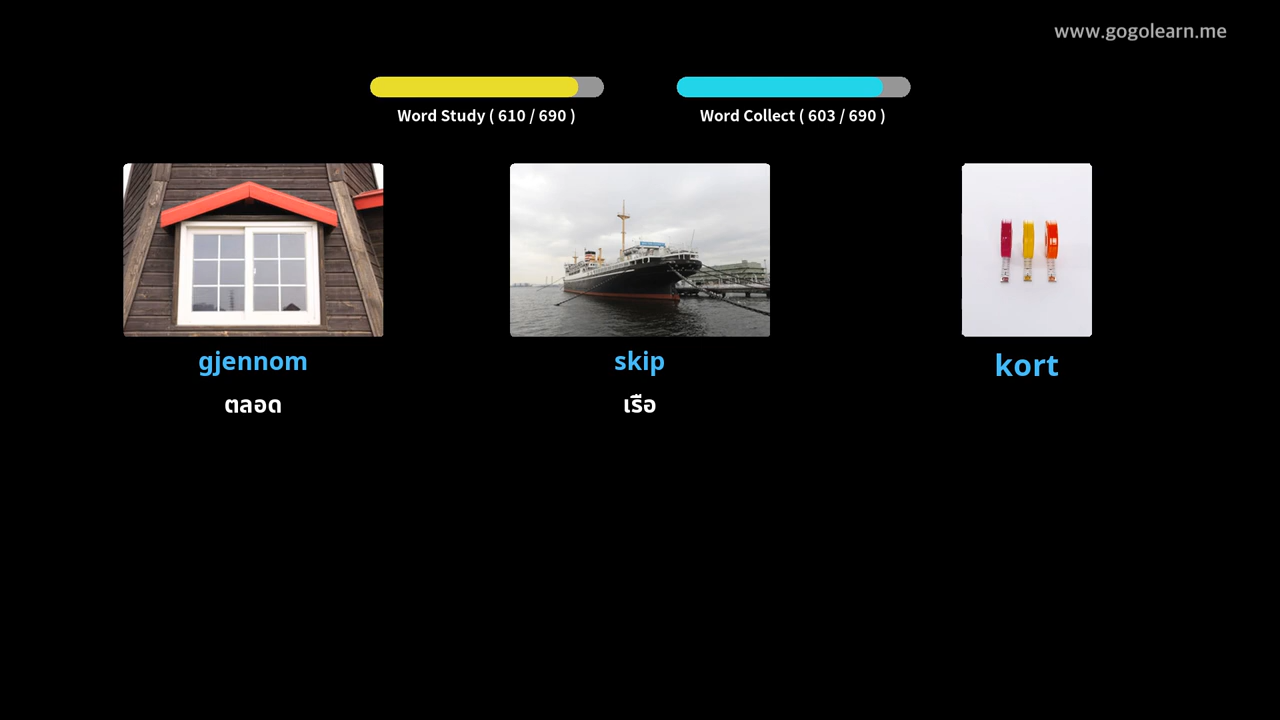 www.gogolearn.me
Word Study ( 610 / 690 )
Word Collect ( 603 / 690 )
gjennom
skip
kort
ตลอด
เรือ